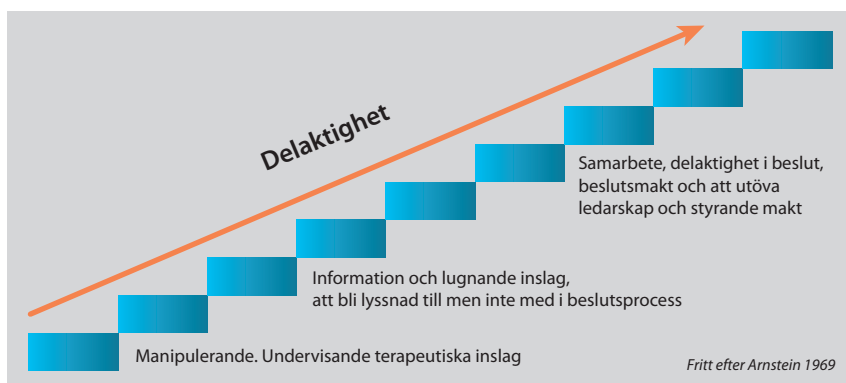 Delaktighet
Samarbete, delaktighet i beslut,
beslutsmakt och att utöva
ledarskap och styrande makt
Information och lugnande inslag,
att bli lyssnad till men inte med i beslutsprocess
Manipulerande. Undervisande terapeutiska inslag
Fritt efter Arnstein 1969